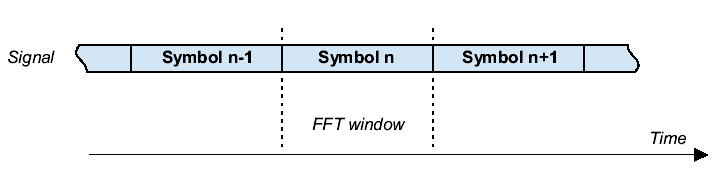 Signal
Symbol n-1
Symbol n
Symbol n+1
FFT window
Time